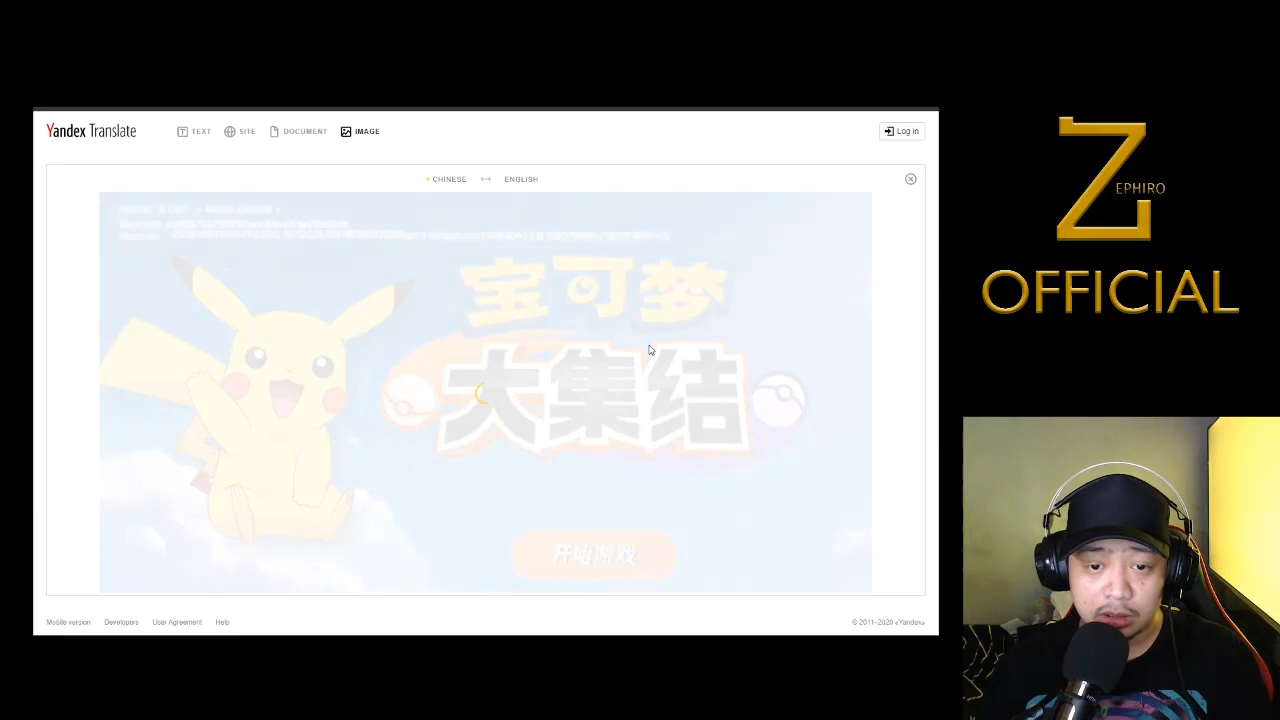 Yandex Translate
TEXT
SITE
DOCUMENT
IMAGE
Log in
CHINESE
ENGLISH
宝可梦
大集结
开始游戏
Mobile version
Developers
User Agreement
Help
© 2011–2020 «Yandex»
ZEPHIRO
OFFICIAL